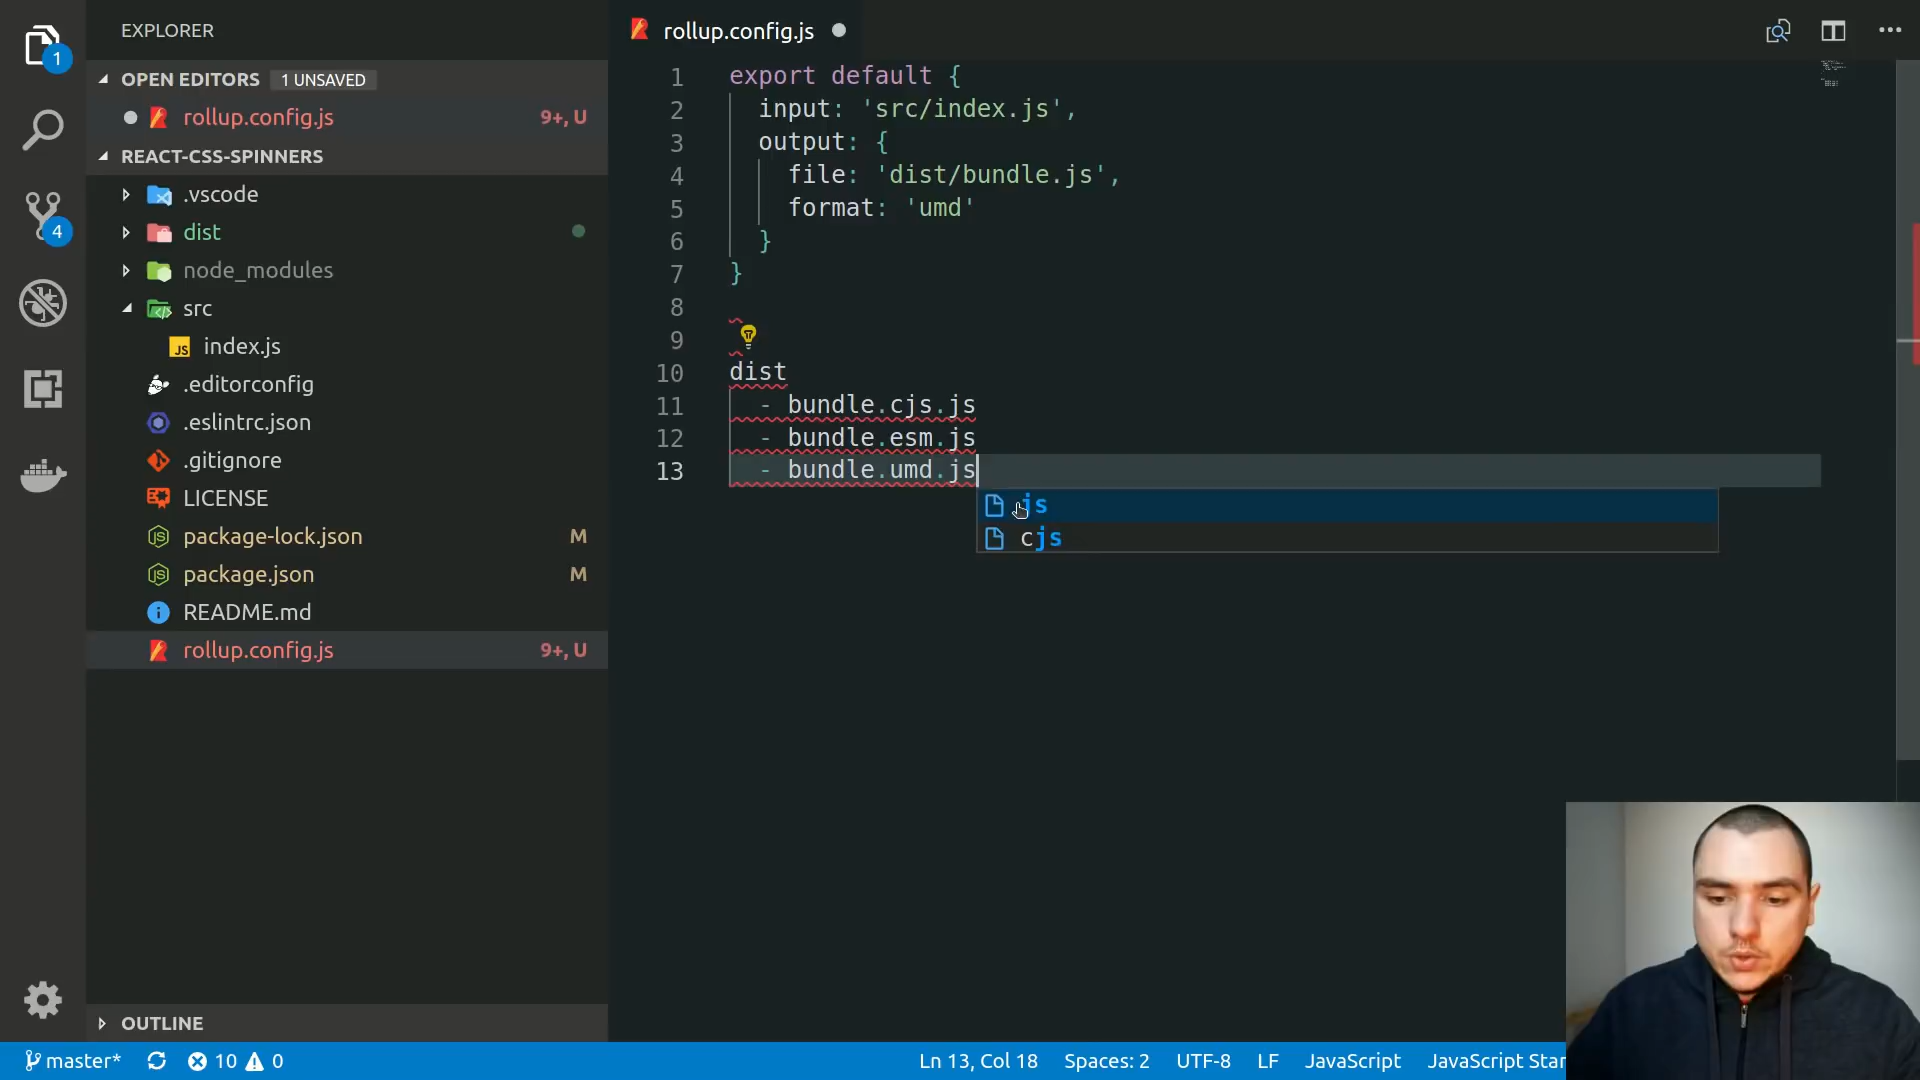 EXPLORER
1
OPEN EDITORS 1 UNSAVED
rollup.config.js 9+, U
REACT-CSS-SPINNERS
.vscode
dist
4
node_modules
src
JS index.js
.editorconfig
.eslintrc.json
.gitignore
LICENSE
package-lock.json M
package.json M
README.md
rollup.config.js 9+, U
OUTLINE
rollup.config.js
1 export default {
2 input: 'src/index.js',
3 output: {
4 file: 'dist/bundle.js',
5 format: 'umd'
6 }
7 }
8
9
10 dist
11 - bundle.cjs.js
12 - bundle.esm.js
13 - bundle.umd.js
js
cjs
master* 10 0 Ln 13, Col 18 Spaces: 2 UTF-8 LF JavaScript JavaScript Star